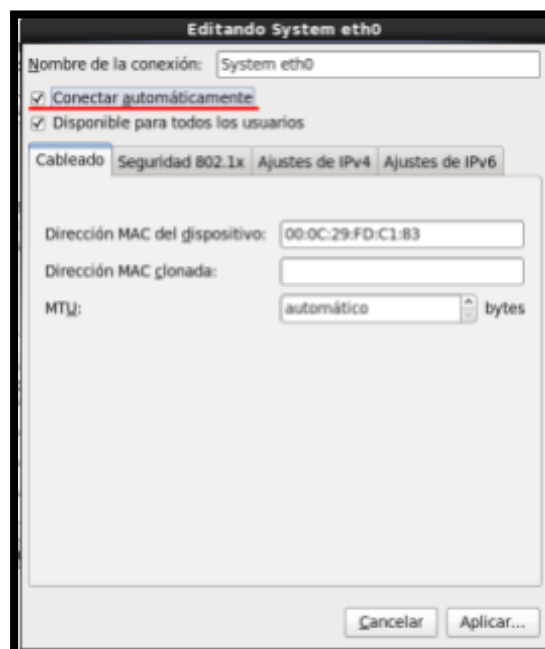 Editando System eth0
Nombre de la conexión: System eth0
Conectar automáticamente
Disponible para todos los usuarios
Cableado Seguridad 802.1x Ajustes de IPv4 Ajustes de IPv6
Dirección MAC del dispositivo: 00:0C:29:FD:C1:83
Dirección MAC clonada:
MTU: automático bytes
Cancelar Aplicar...